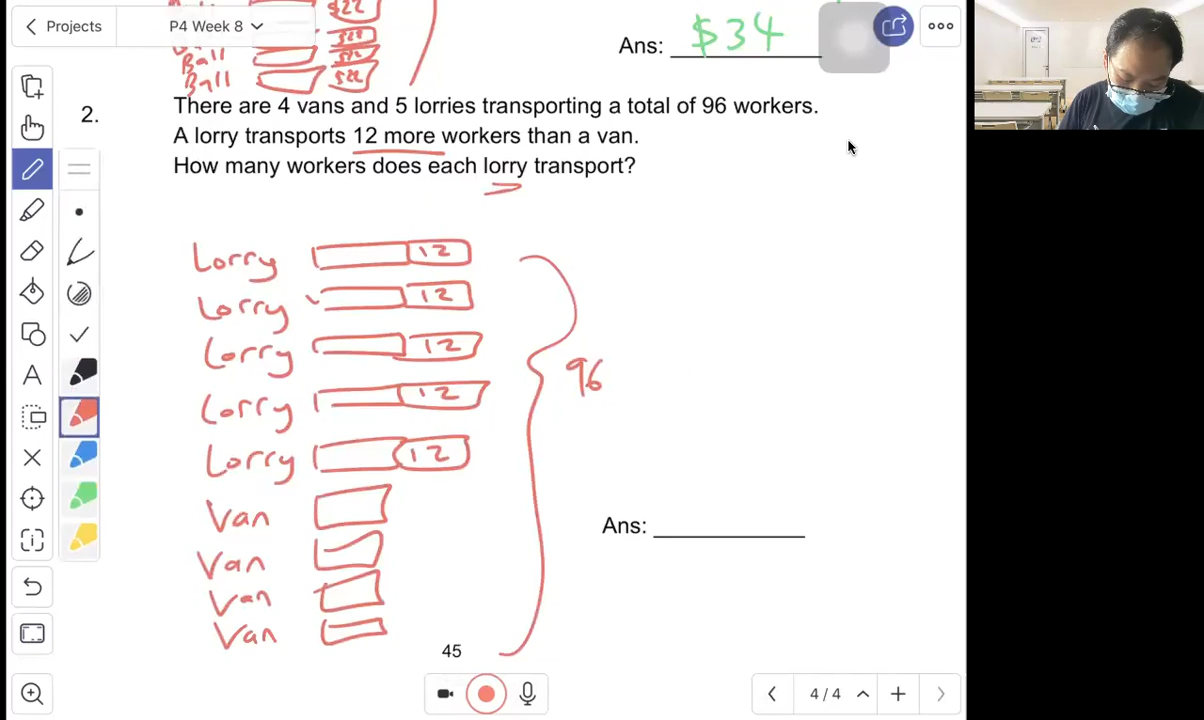 Projects
P4 Week 8
$22
Ball
Ball
Ans: $34
2.
There are 4 vans and 5 lorries transporting a total of 96 workers.
A lorry transports 12 more workers than a van.
How many workers does each lorry transport?
Lorry 12
Lorry 12
Lorry 12
Lorry 12
Lorry 12
96
Van
Van
Van
Van
Ans:
45
4 / 4